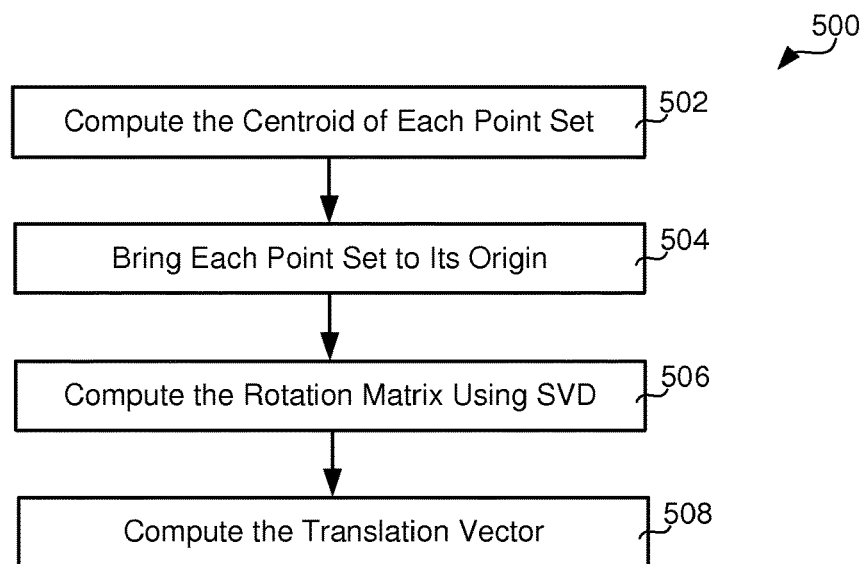 500
Compute the Centroid of Each Point Set
502
Bring Each Point Set to Its Origin
504
Compute the Rotation Matrix Using SVD
506
Compute the Translation Vector
508